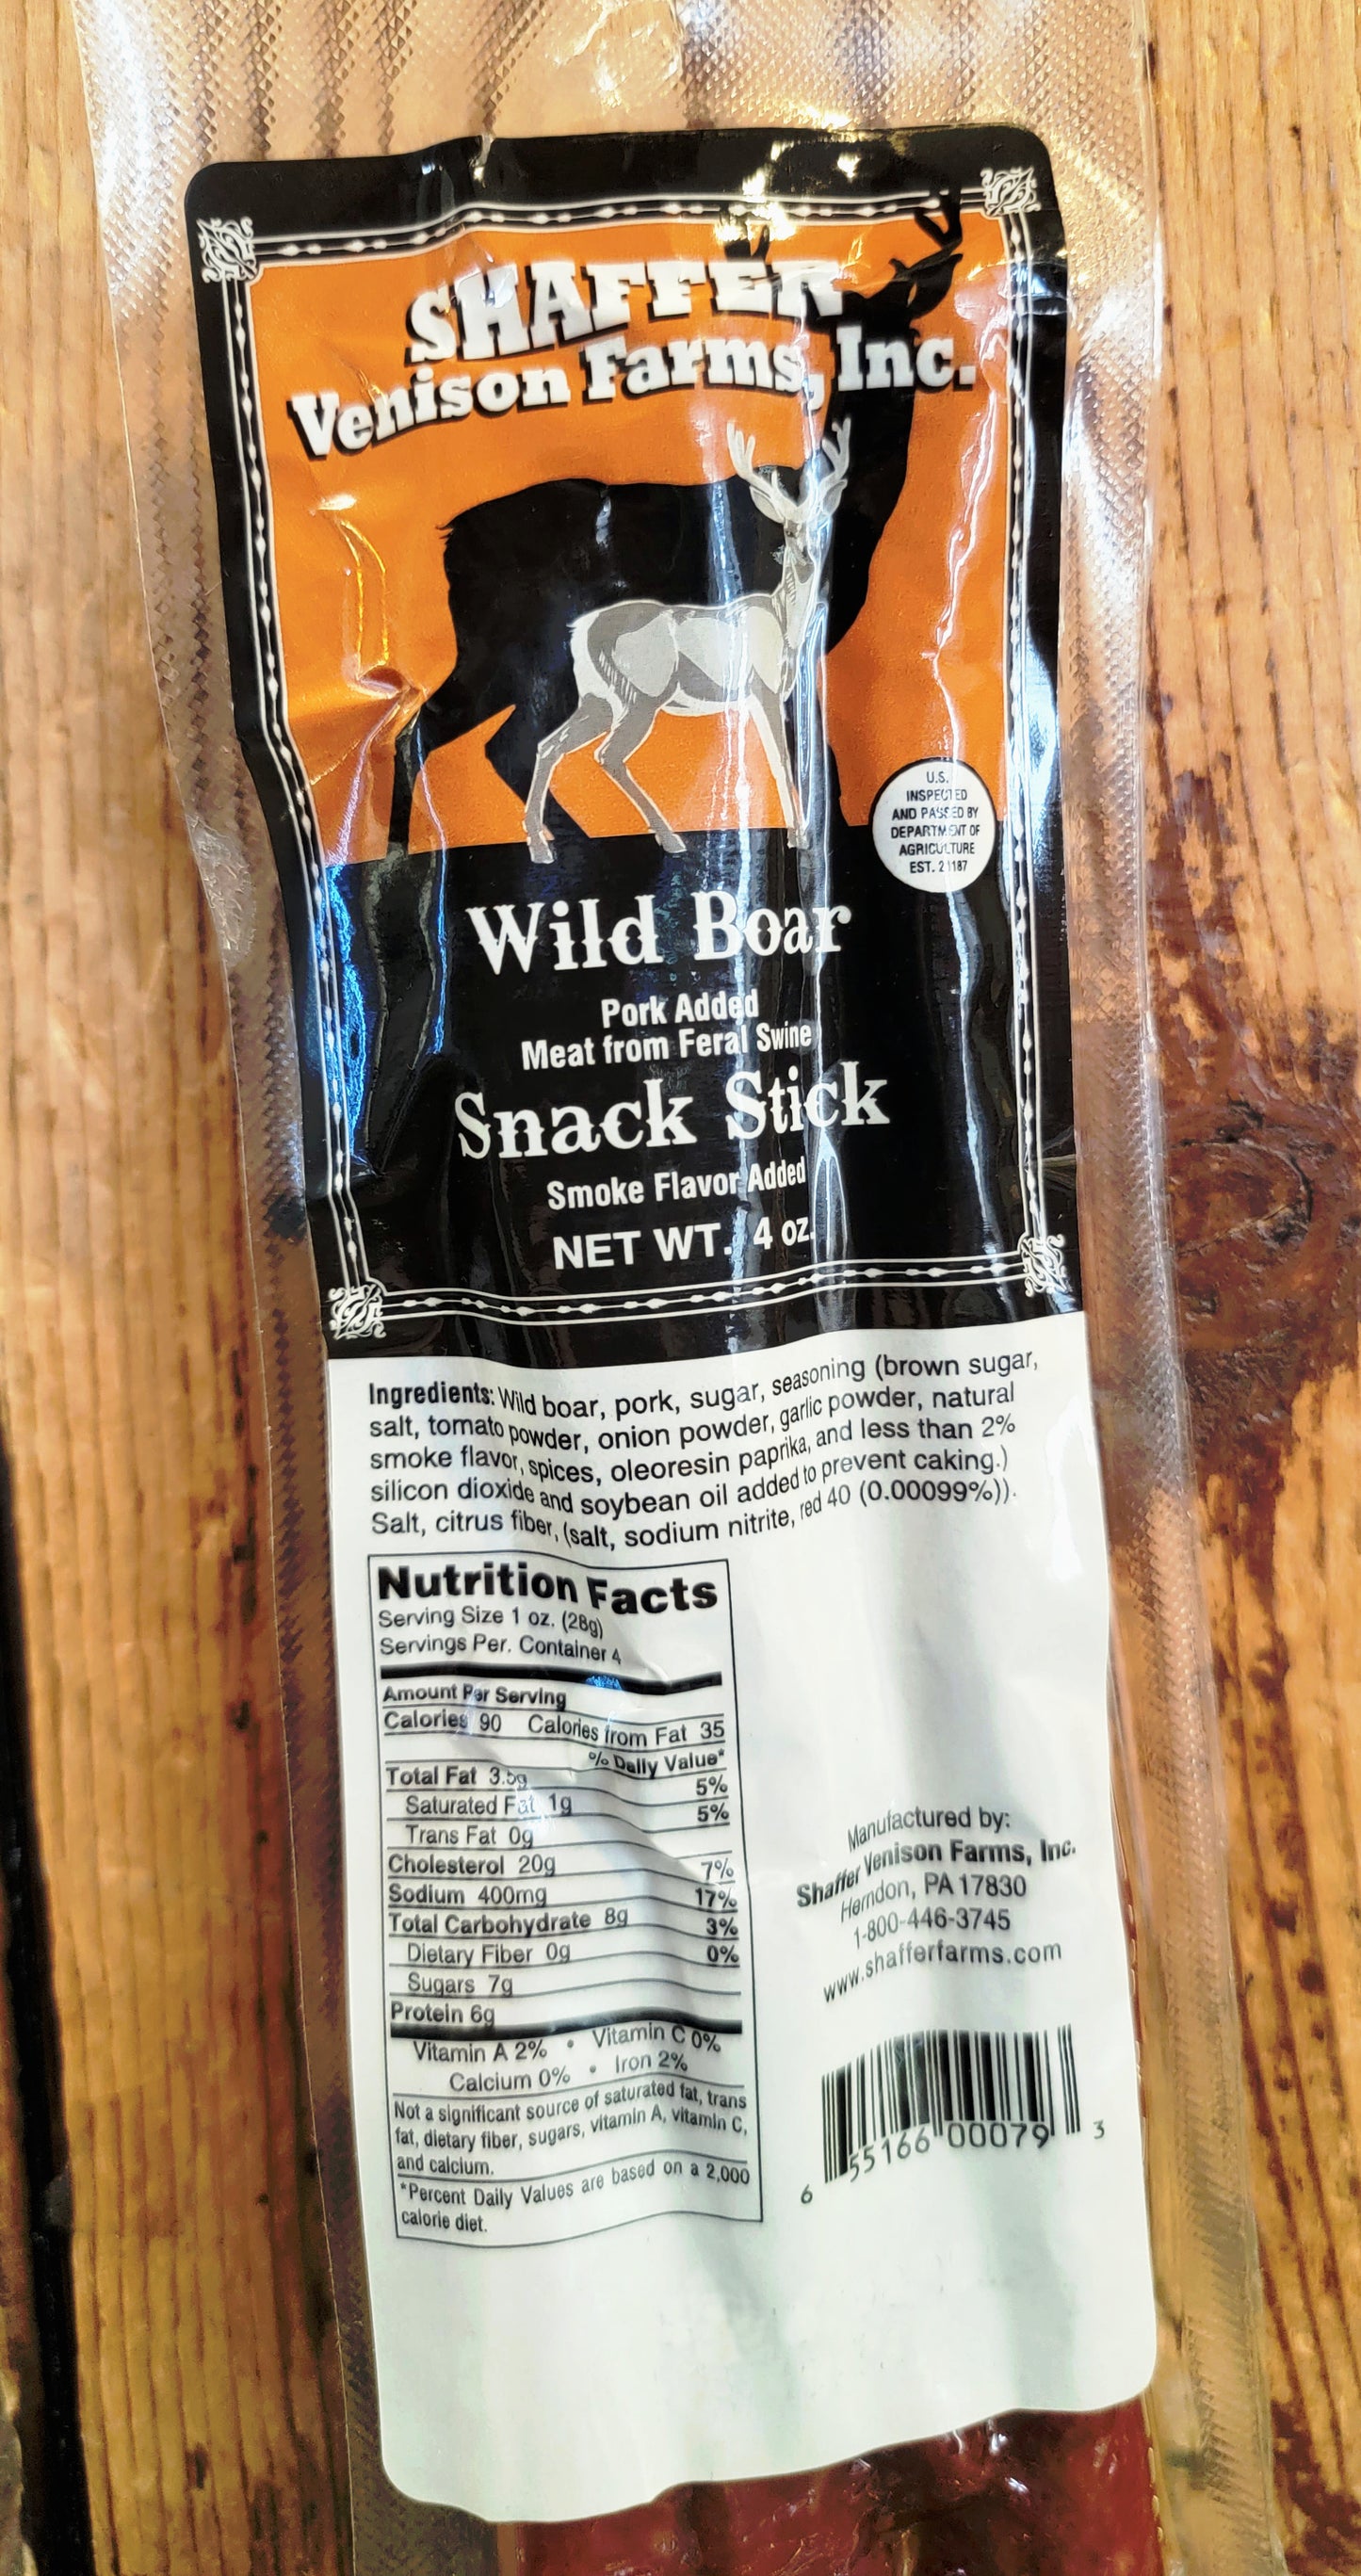 SHAFFER
Venison Farms, Inc.
U.S.
INSPECTED
AND PASSED BY
DEPARTMENT OF
AGRICULTURE
EST. 21187
Wild Boar
Pork Added
Meat from Feral Swine
Snack Stick
Smoke Flavor Added
NET WT. 4 oz.
Ingredients: Wild boar, pork, sugar, seasoning (brown sugar,
salt, tomato powder, onion powder, garlic powder, natural
smoke flavor, spices, oleoresin paprika, and less than 2%
silicon dioxide and soybean oil added to prevent caking.)
Salt, citrus fiber, (salt, sodium nitrite, red 40 (0.00099%)).
Nutrition Facts
Serving Size 1 oz. (28g)
Servings Per. Container 4
Amount Per Serving
Calories 90 Calories from Fat 35
% Daily Value*
Total Fat 3.5g 5%
Saturated Fat 1g 5%
Trans Fat 0g
Cholesterol 20g 7%
Sodium 400mg 17%
Total Carbohydrate 8g 3%
Dietary Fiber 0g 0%
Sugars 7g
Protein 6g
Vitamin A 2% • Vitamin C 0%
Calcium 0% • Iron 2%
Not a significant source of saturated fat, trans
fat, dietary fiber, sugars, vitamin A, vitamin C,
and calcium.
*Percent Daily Values are based on a 2,000
calorie diet.
Manufactured by:
Shaffer Venison Farms, Inc.
Herndon, PA 17830
1-800-446-3745
www.shafferfarms.com
6 55166 00079 3